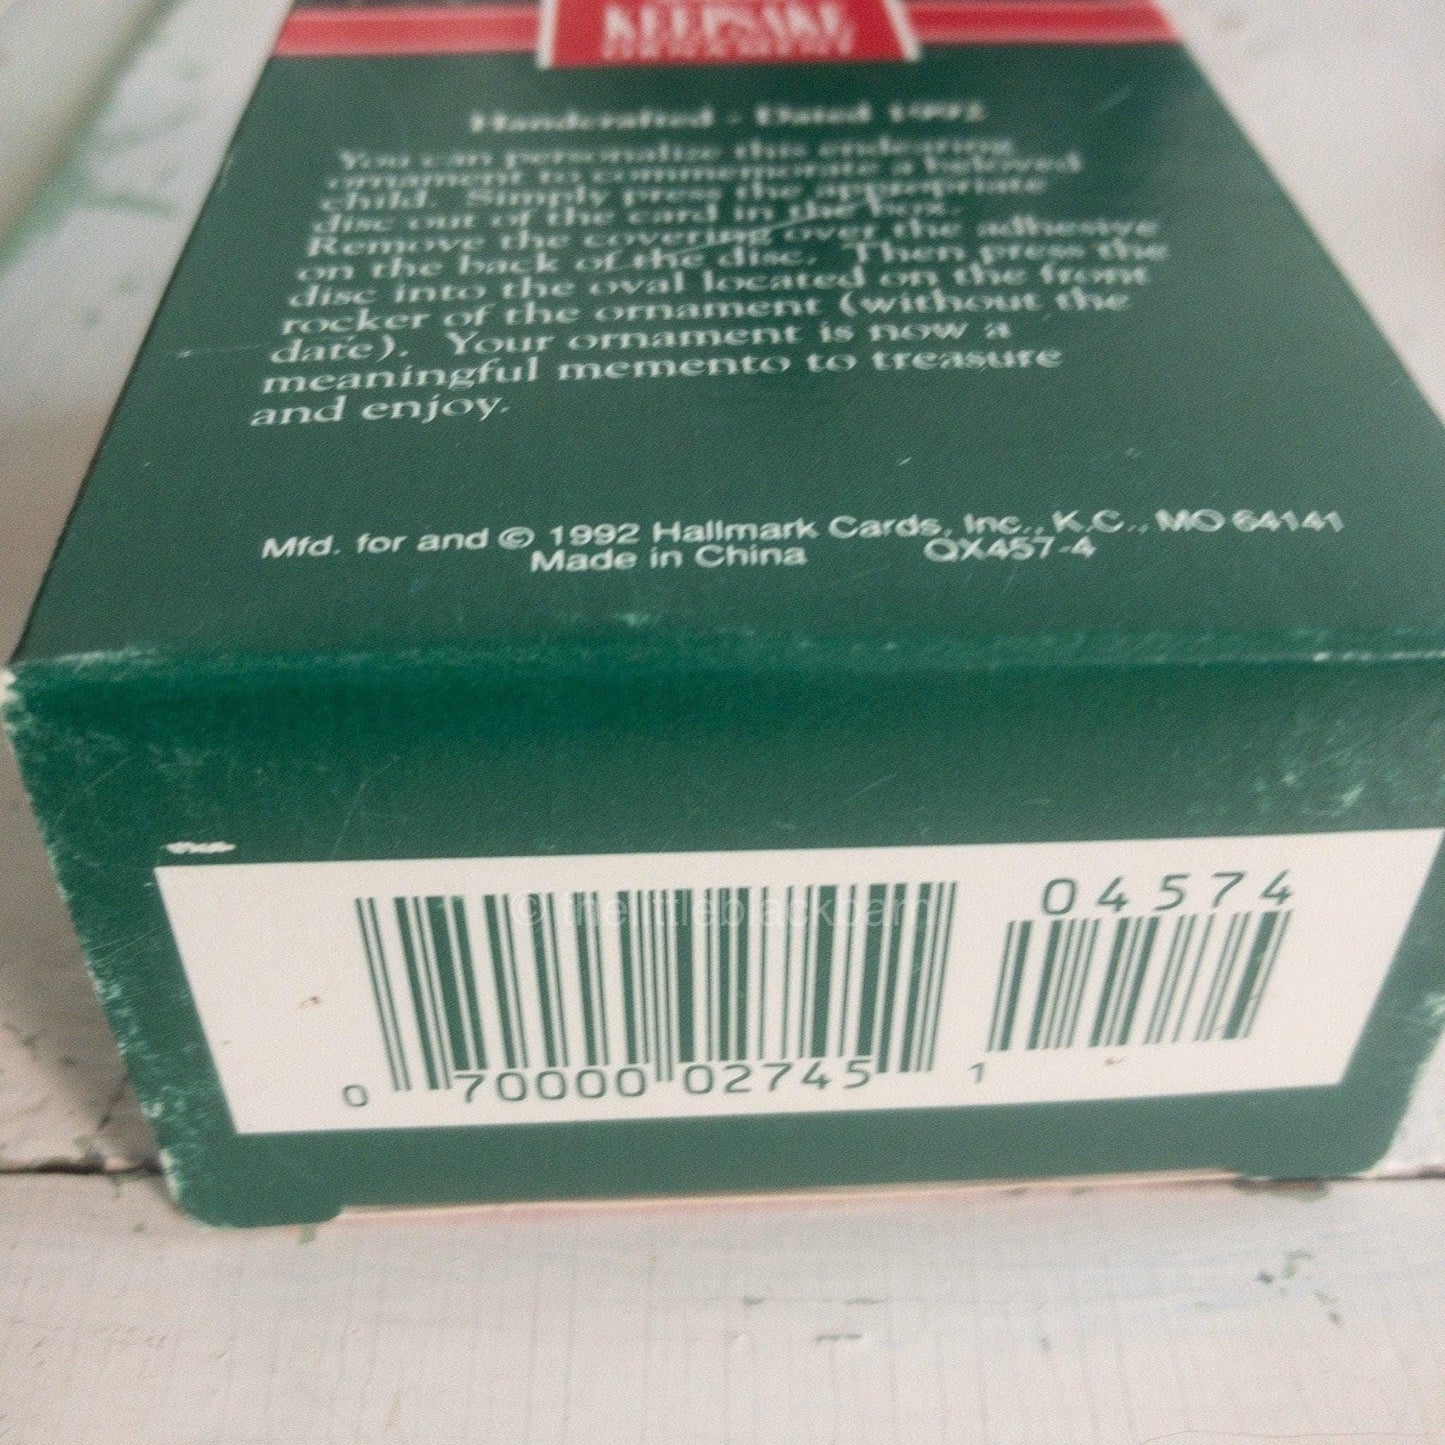 KEEPSAKE
ORNAMENT
Handcrafted - Dated 1992
You can personalize this endearing
ornament to commemorate a beloved
child. Simply press the appropriate
disc out of the card in the box.
Remove the covering over the adhesive
on the back of the disc. Then press the
disc into the oval located on the front
rocker of the ornament (without the
date). Your ornament is now a
meaningful memento to treasure
and enjoy.
Mfd. for and © 1992 Hallmark Cards, Inc., K.C., MO 64141
Made in China QX457-4
© thelittleblackbarn
04574
0 70000 02745 1